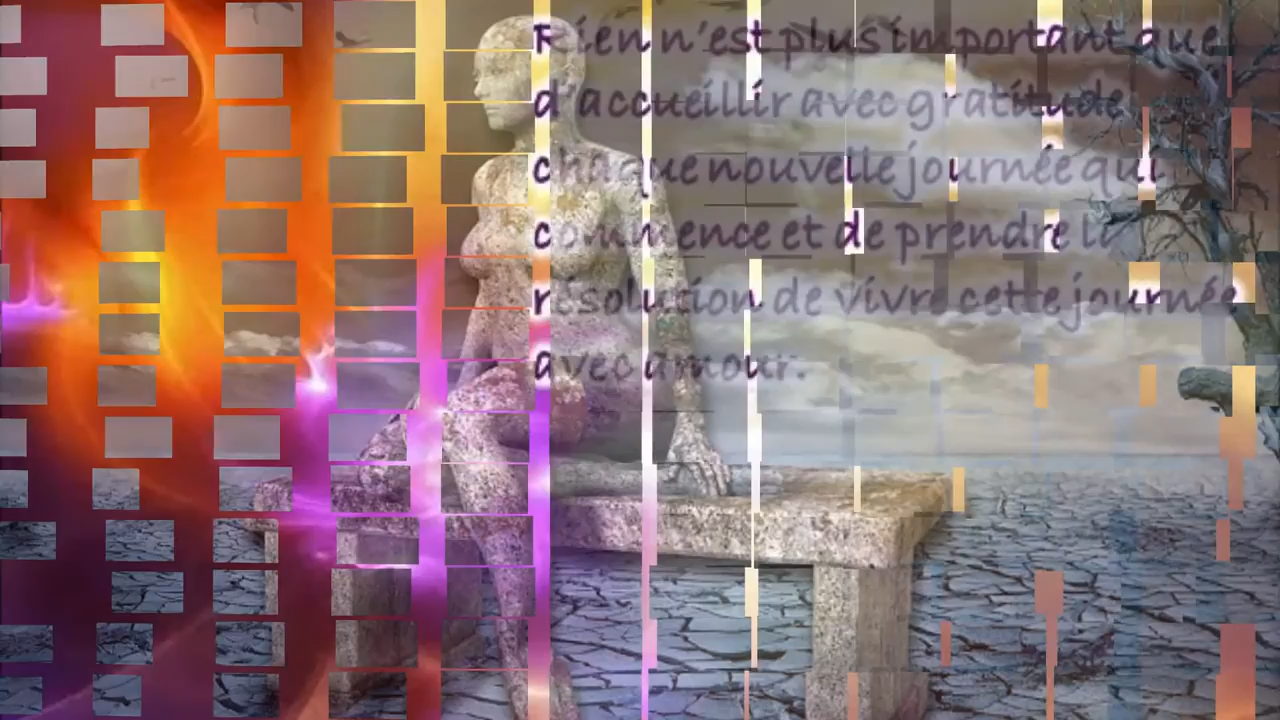 Rien n'est plus important que
d'accueillir avec gratitude
chaque nouvelle journée qui
commence et de prendre la
résolution de vivre cette journée
avec amour.